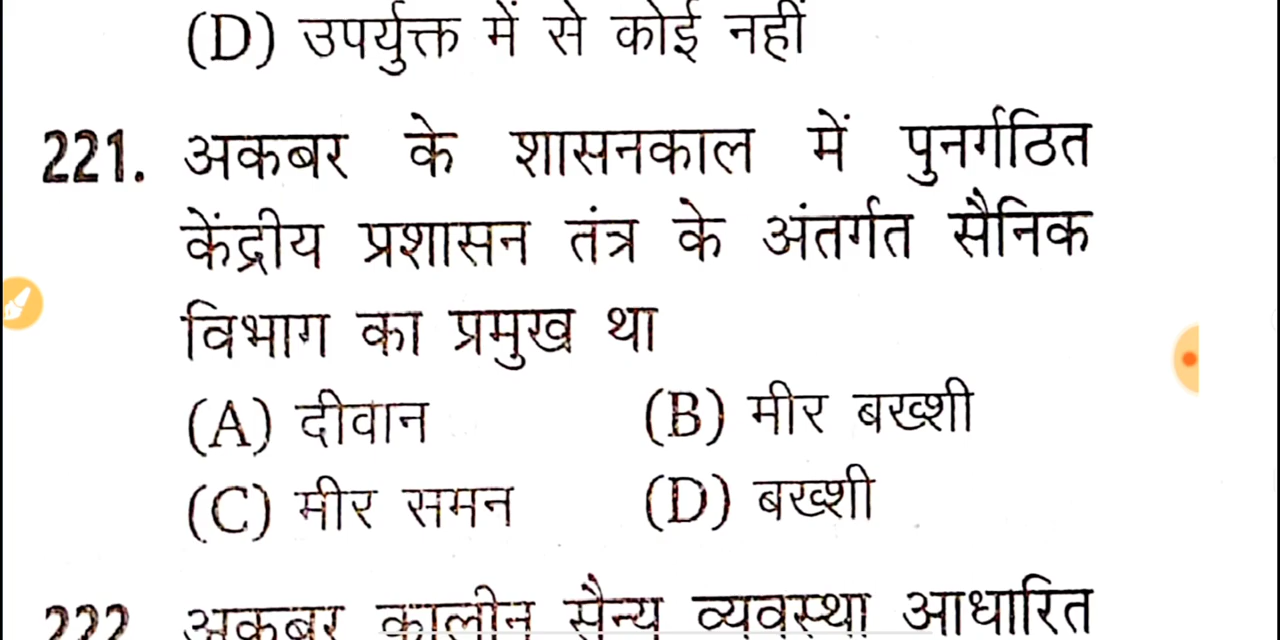 (D) उपर्युक्त में से कोई नहीं
221. अकबर के शासनकाल में पुनर्गठित
केंद्रीय प्रशासन तंत्र के अंतर्गत सैनिक
विभाग का प्रमुख था
(A) दीवान (B) मीर बख्शी
(C) मीर समन (D) बख्शी
222. अकबर कालीन सैन्य व्यवस्था आधारित